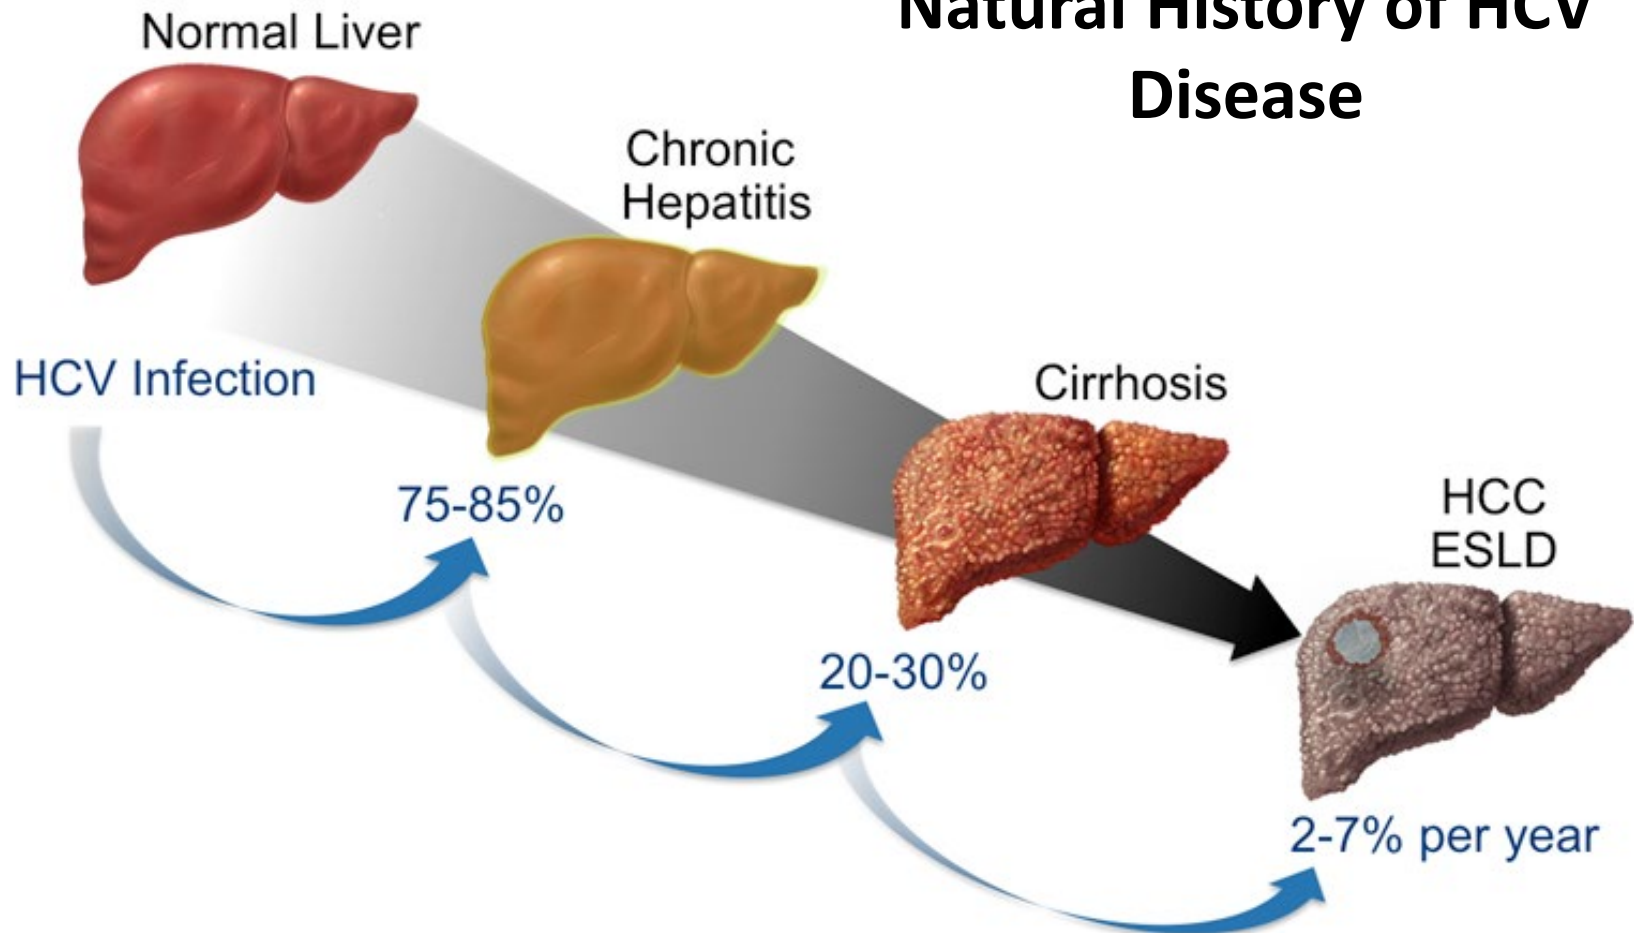 Natural History of HCV
Disease
Normal Liver
Chronic
Hepatitis
HCV Infection
Cirrhosis
75-85%
HCC
ESLD
20-30%
2-7% per year